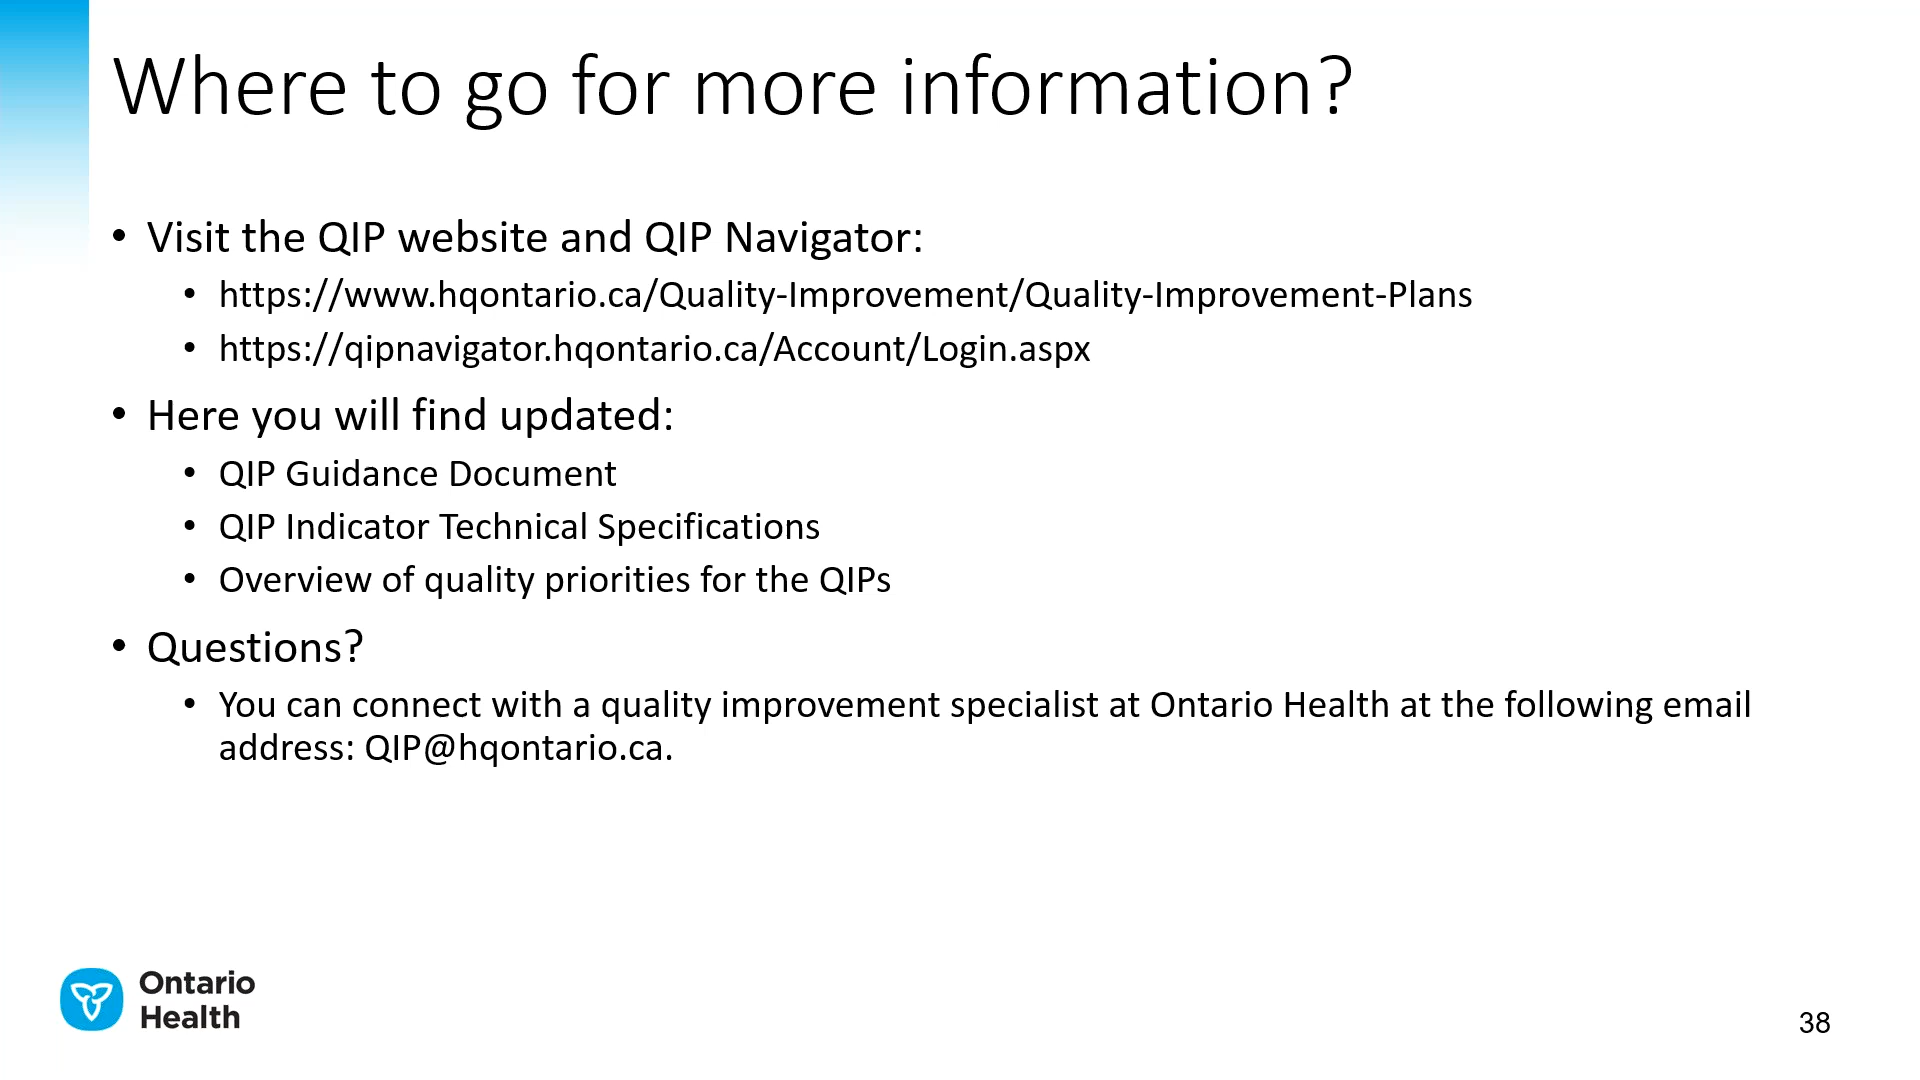 Where to go for more information?
• Visit the QIP website and QIP Navigator:
• https://www.hqontario.ca/Quality-Improvement/Quality-Improvement-Plans
• https://qipnavigator.hqontario.ca/Account/Login.aspx
• Here you will find updated:
• QIP Guidance Document
• QIP Indicator Technical Specifications
• Overview of quality priorities for the QIPs
• Questions?
• You can connect with a quality improvement specialist at Ontario Health at the following email
address: QIP@hqontario.ca.
Ontario
Health
38